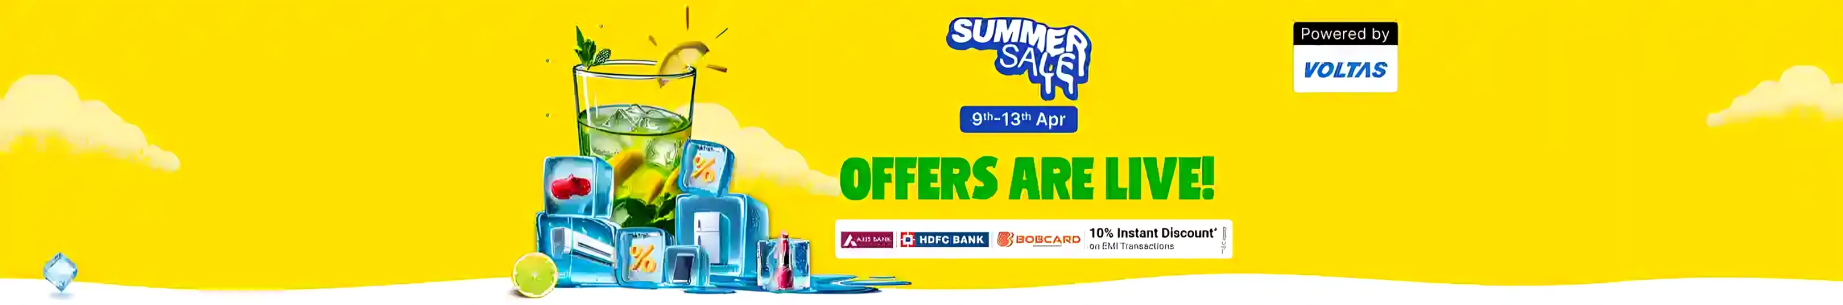 SUMMER
SALE
9th-13th Apr
Powered by
VOLTAS
OFFERS ARE LIVE!
AXIS BANK HDFC BANK BOBCARD 10% Instant Discount*
on EMI Transactions
%
%